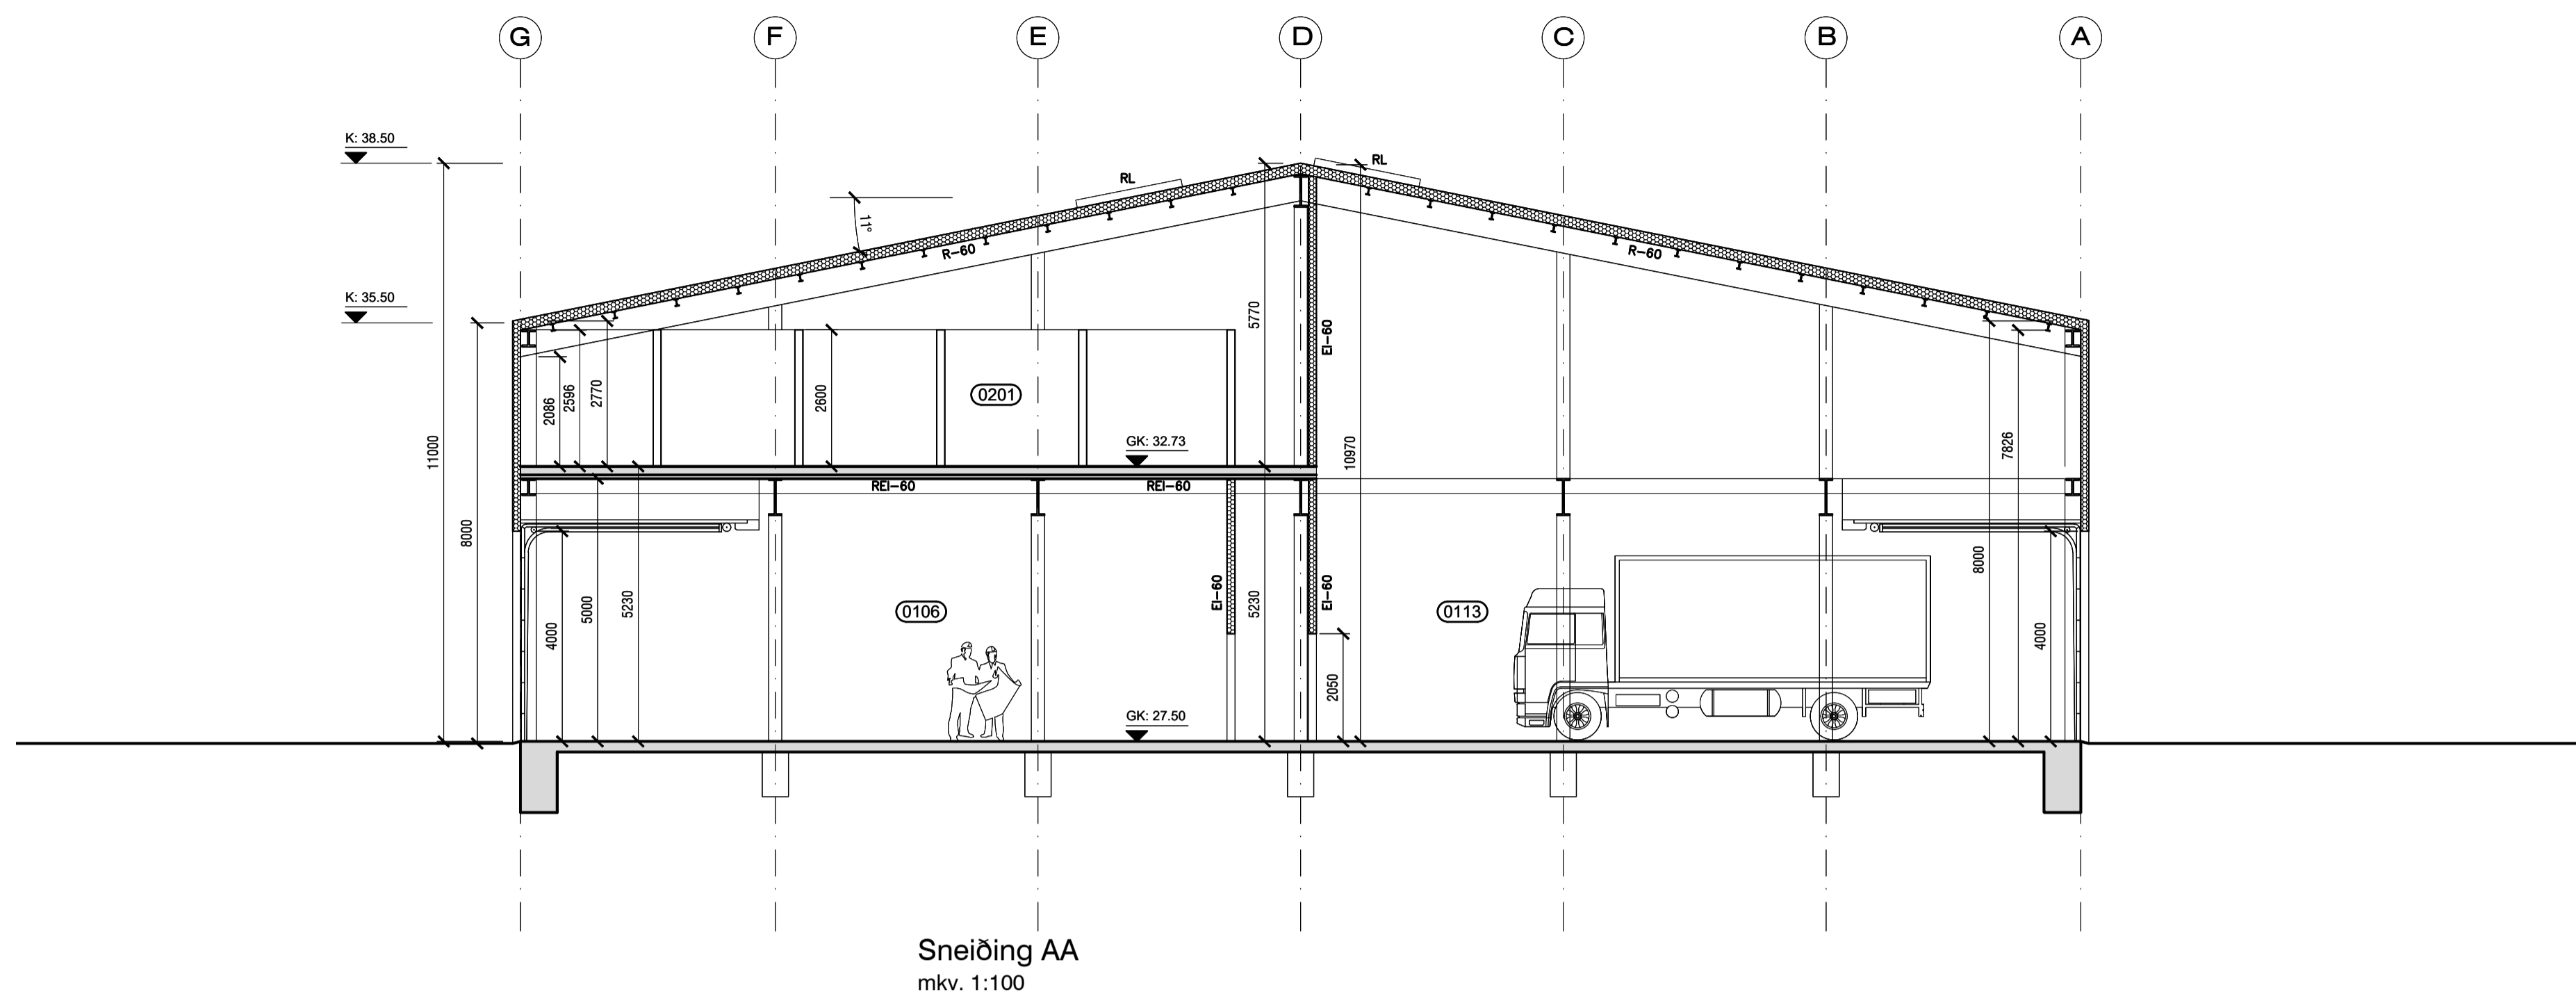 G F E D C B A
K: 38.50
RL RL
11°
R-60 R-60
K: 35.50
5770
EI-60
2086 2596 2770 2600
0201
11000
GK: 32.73
10970
7826
REI-60 REI-60
8000
8000
4000 5000 5230
0106
EI-60
5230
EI-60
0113
4000
2050
GK: 27.50
Sneiðing AA
mkv. 1:100